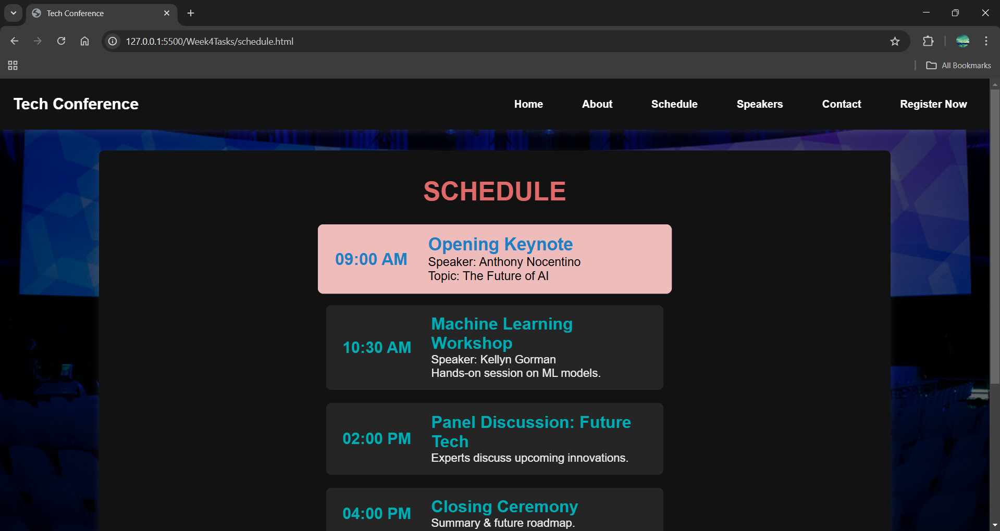 Tech Conference
127.0.0.1:5500/Week4Tasks/schedule.html
All Bookmarks
Tech Conference
Home
About
Schedule
Speakers
Contact
Register Now
SCHEDULE
09:00 AM
Opening Keynote
Speaker: Anthony Nocentino
Topic: The Future of AI
10:30 AM
Machine Learning
Workshop
Speaker: Kellyn Gorman
Hands-on session on ML models.
02:00 PM
Panel Discussion: Future
Tech
Experts discuss upcoming innovations.
04:00 PM
Closing Ceremony
Summary & future roadmap.